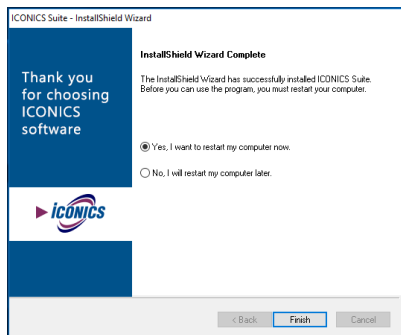 ICONICS Suite - InstallShield Wizard
Thank you
for choosing
ICONICS
software
ICONICS
InstallShield Wizard Complete
The InstallShield Wizard has successfully installed ICONICS Suite.
Before you can use the program, you must restart your computer.
Yes, I want to restart my computer now.
No, I will restart my computer later.
< Back
Finish
Cancel